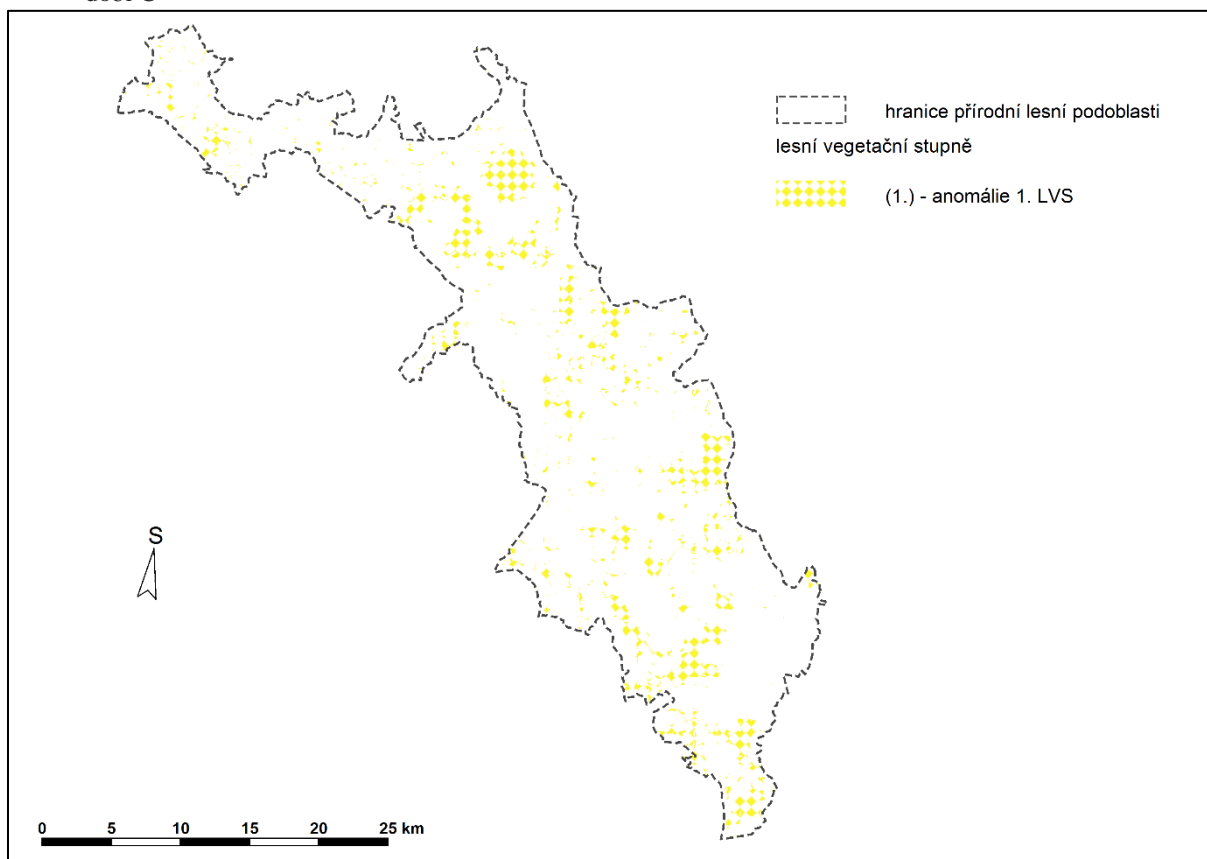 hranice přírodní lesní podoblasti
lesní vegetační stupně
(1.) - anomálie 1. LVS
S
0 5 10 15 20 25 km